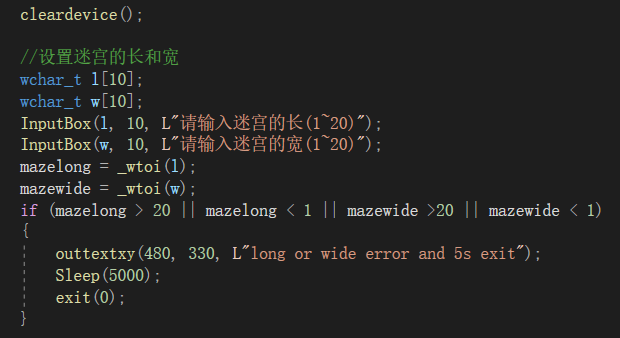 cleardevice();
//设置迷宫的长和宽
wchar_t l[10];
wchar_t w[10];
InputBox(l, 10, L"请输入迷宫的长(1~20)");
InputBox(w, 10, L"请输入迷宫的宽(1~20)");
mazelong = _wtoi(l);
mazewide = _wtoi(w);
if (mazelong > 20 || mazelong < 1 || mazewide >20 || mazewide < 1)
{
    outtextxy(480, 330, L"long or wide error and 5s exit");
    Sleep(5000);
    exit(0);
}